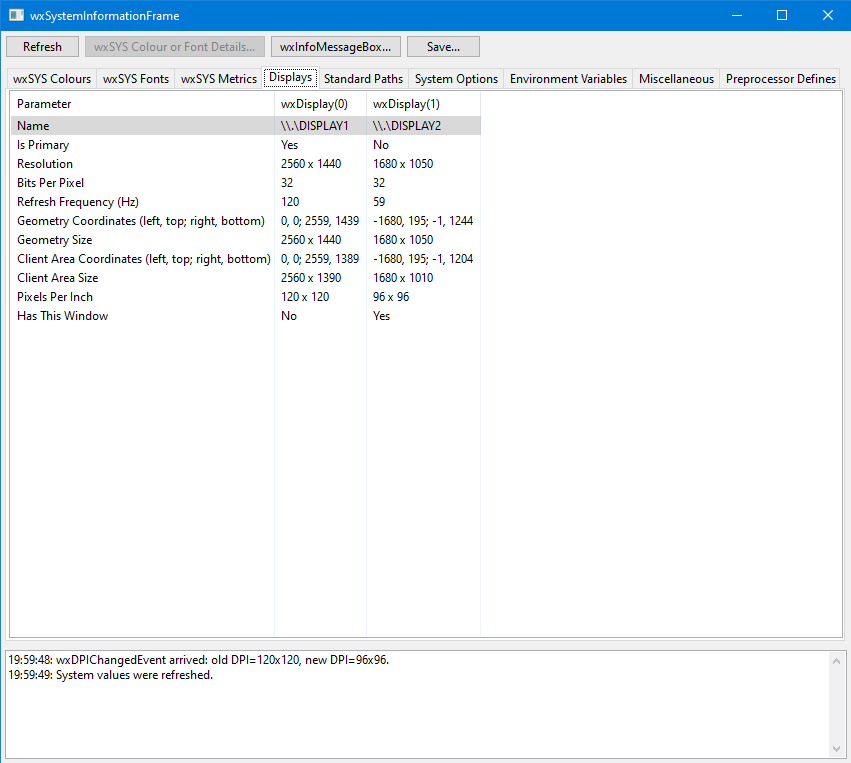 wxSystemInformationFrame
Refresh wxSYS Colour or Font Details... wxInfoMessageBox... Save...
wxSYS Colours wxSYS Fonts wxSYS Metrics Displays Standard Paths System Options Environment Variables Miscellaneous Preprocessor Defines
Parameter wxDisplay(0) wxDisplay(1)
Name \\.\DISPLAY1 \\.\DISPLAY2
Is Primary Yes No
Resolution 2560 x 1440 1680 x 1050
Bits Per Pixel 32 32
Refresh Frequency (Hz) 120 59
Geometry Coordinates (left, top; right, bottom) 0, 0; 2559, 1439 -1680, 195; -1, 1244
Geometry Size 2560 x 1440 1680 x 1050
Client Area Coordinates (left, top; right, bottom) 0, 0; 2559, 1389 -1680, 195; -1, 1204
Client Area Size 2560 x 1390 1680 x 1010
Pixels Per Inch 120 x 120 96 x 96
Has This Window No Yes
19:59:48: wxDPIChangedEvent arrived: old DPI=120x120, new DPI=96x96.
19:59:49: System values were refreshed.